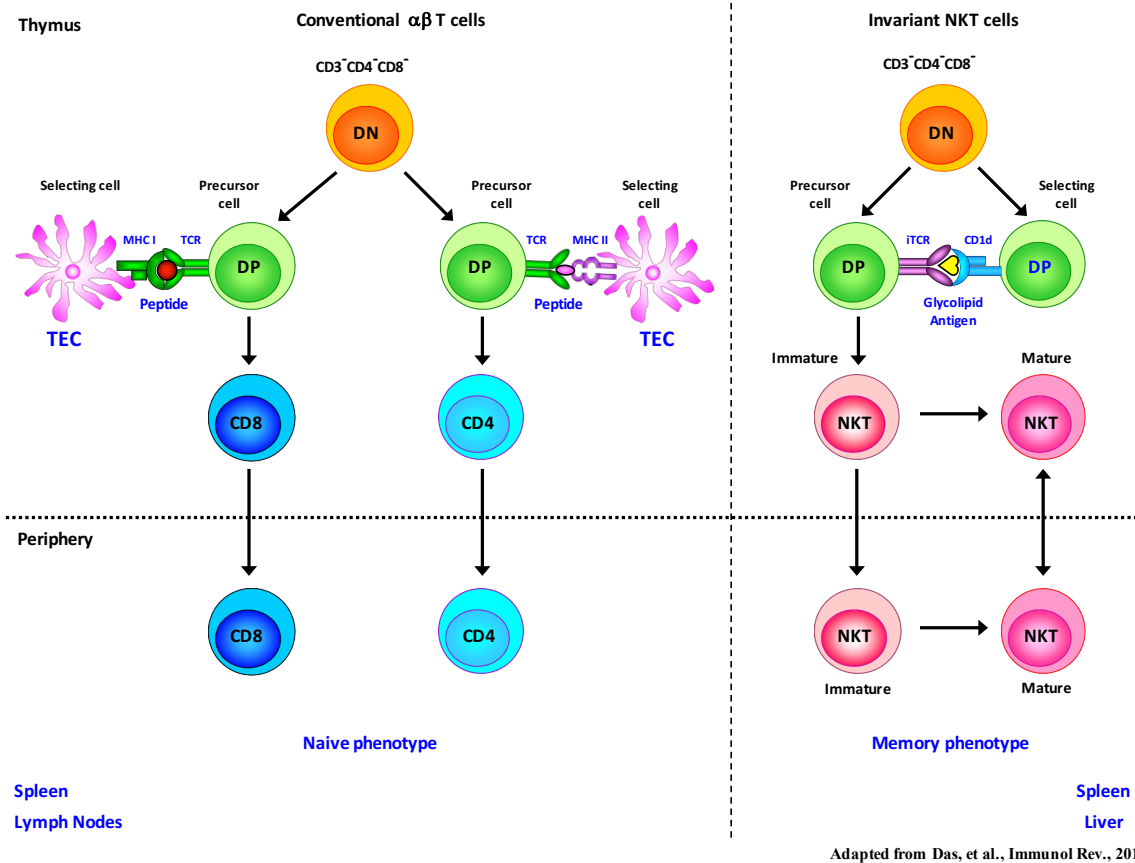 Thymus
Conventional αβ T cells
Invariant NKT cells
CD3⁻CD4⁻CD8⁻
CD3⁻CD4⁻CD8⁻
DN
DN
Selecting cell
Precursor
cell
Precursor
cell
Selecting
cell
Precursor
cell
Selecting
cell
MHC I
TCR
TCR
MHC II
iTCR
CD1d
DP
DP
DP
DP
Peptide
Peptide
Glycolipid
Antigen
TEC
TEC
Immature
Mature
CD8
CD4
NKT
NKT
Periphery
CD8
CD4
NKT
NKT
Immature
Mature
Naive phenotype
Memory phenotype
Spleen
Lymph Nodes
Spleen
Liver
Adapted from Das, et al., Immunol Rev., 201